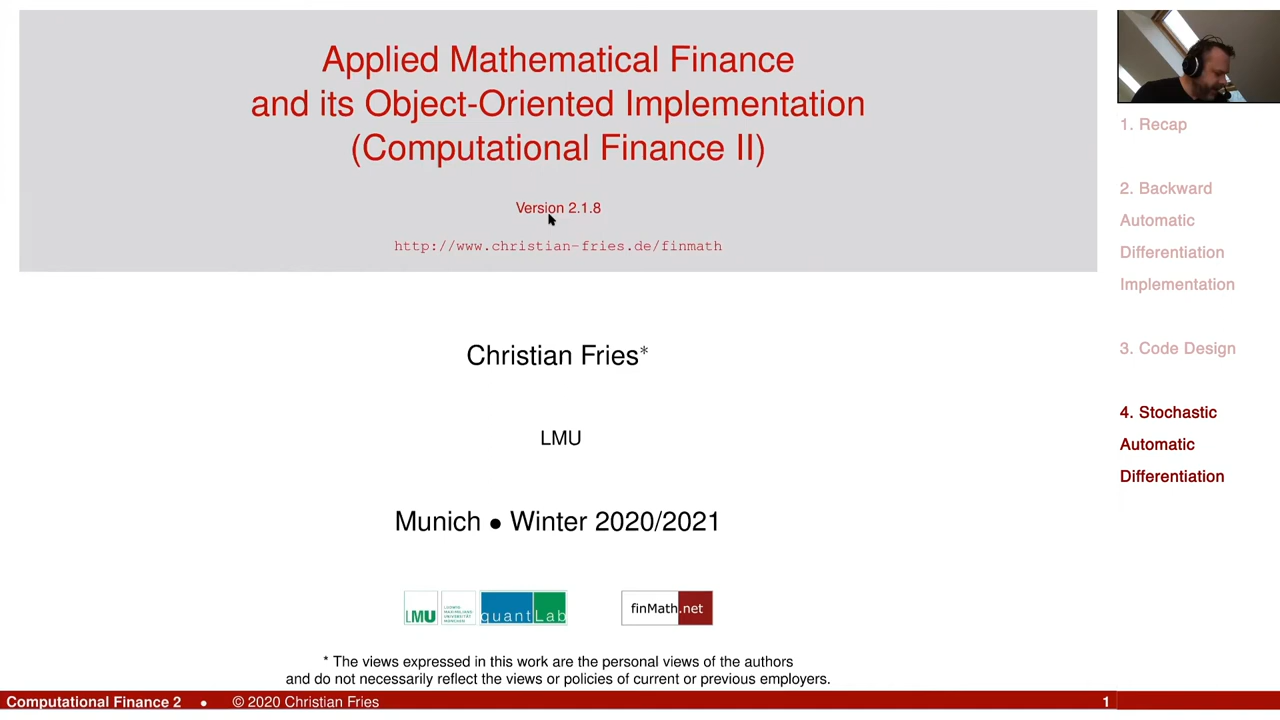 Applied Mathematical Finance
and its Object-Oriented Implementation
(Computational Finance II)
Version 2.1.8
http://www.christian-fries.de/finmath
Christian Fries*
LMU
Munich • Winter 2020/2021
LMU
LUDWIG-
MAXIMILIANS-
UNIVERSITÄT
MÜNCHEN
quantLab
finMath.net
* The views expressed in this work are the personal views of the authors
and do not necessarily reflect the views or policies of current or previous employers.
1. Recap
2. Backward
Automatic
Differentiation
Implementation
3. Code Design
4. Stochastic
Automatic
Differentiation
Computational Finance 2 • © 2020 Christian Fries 1